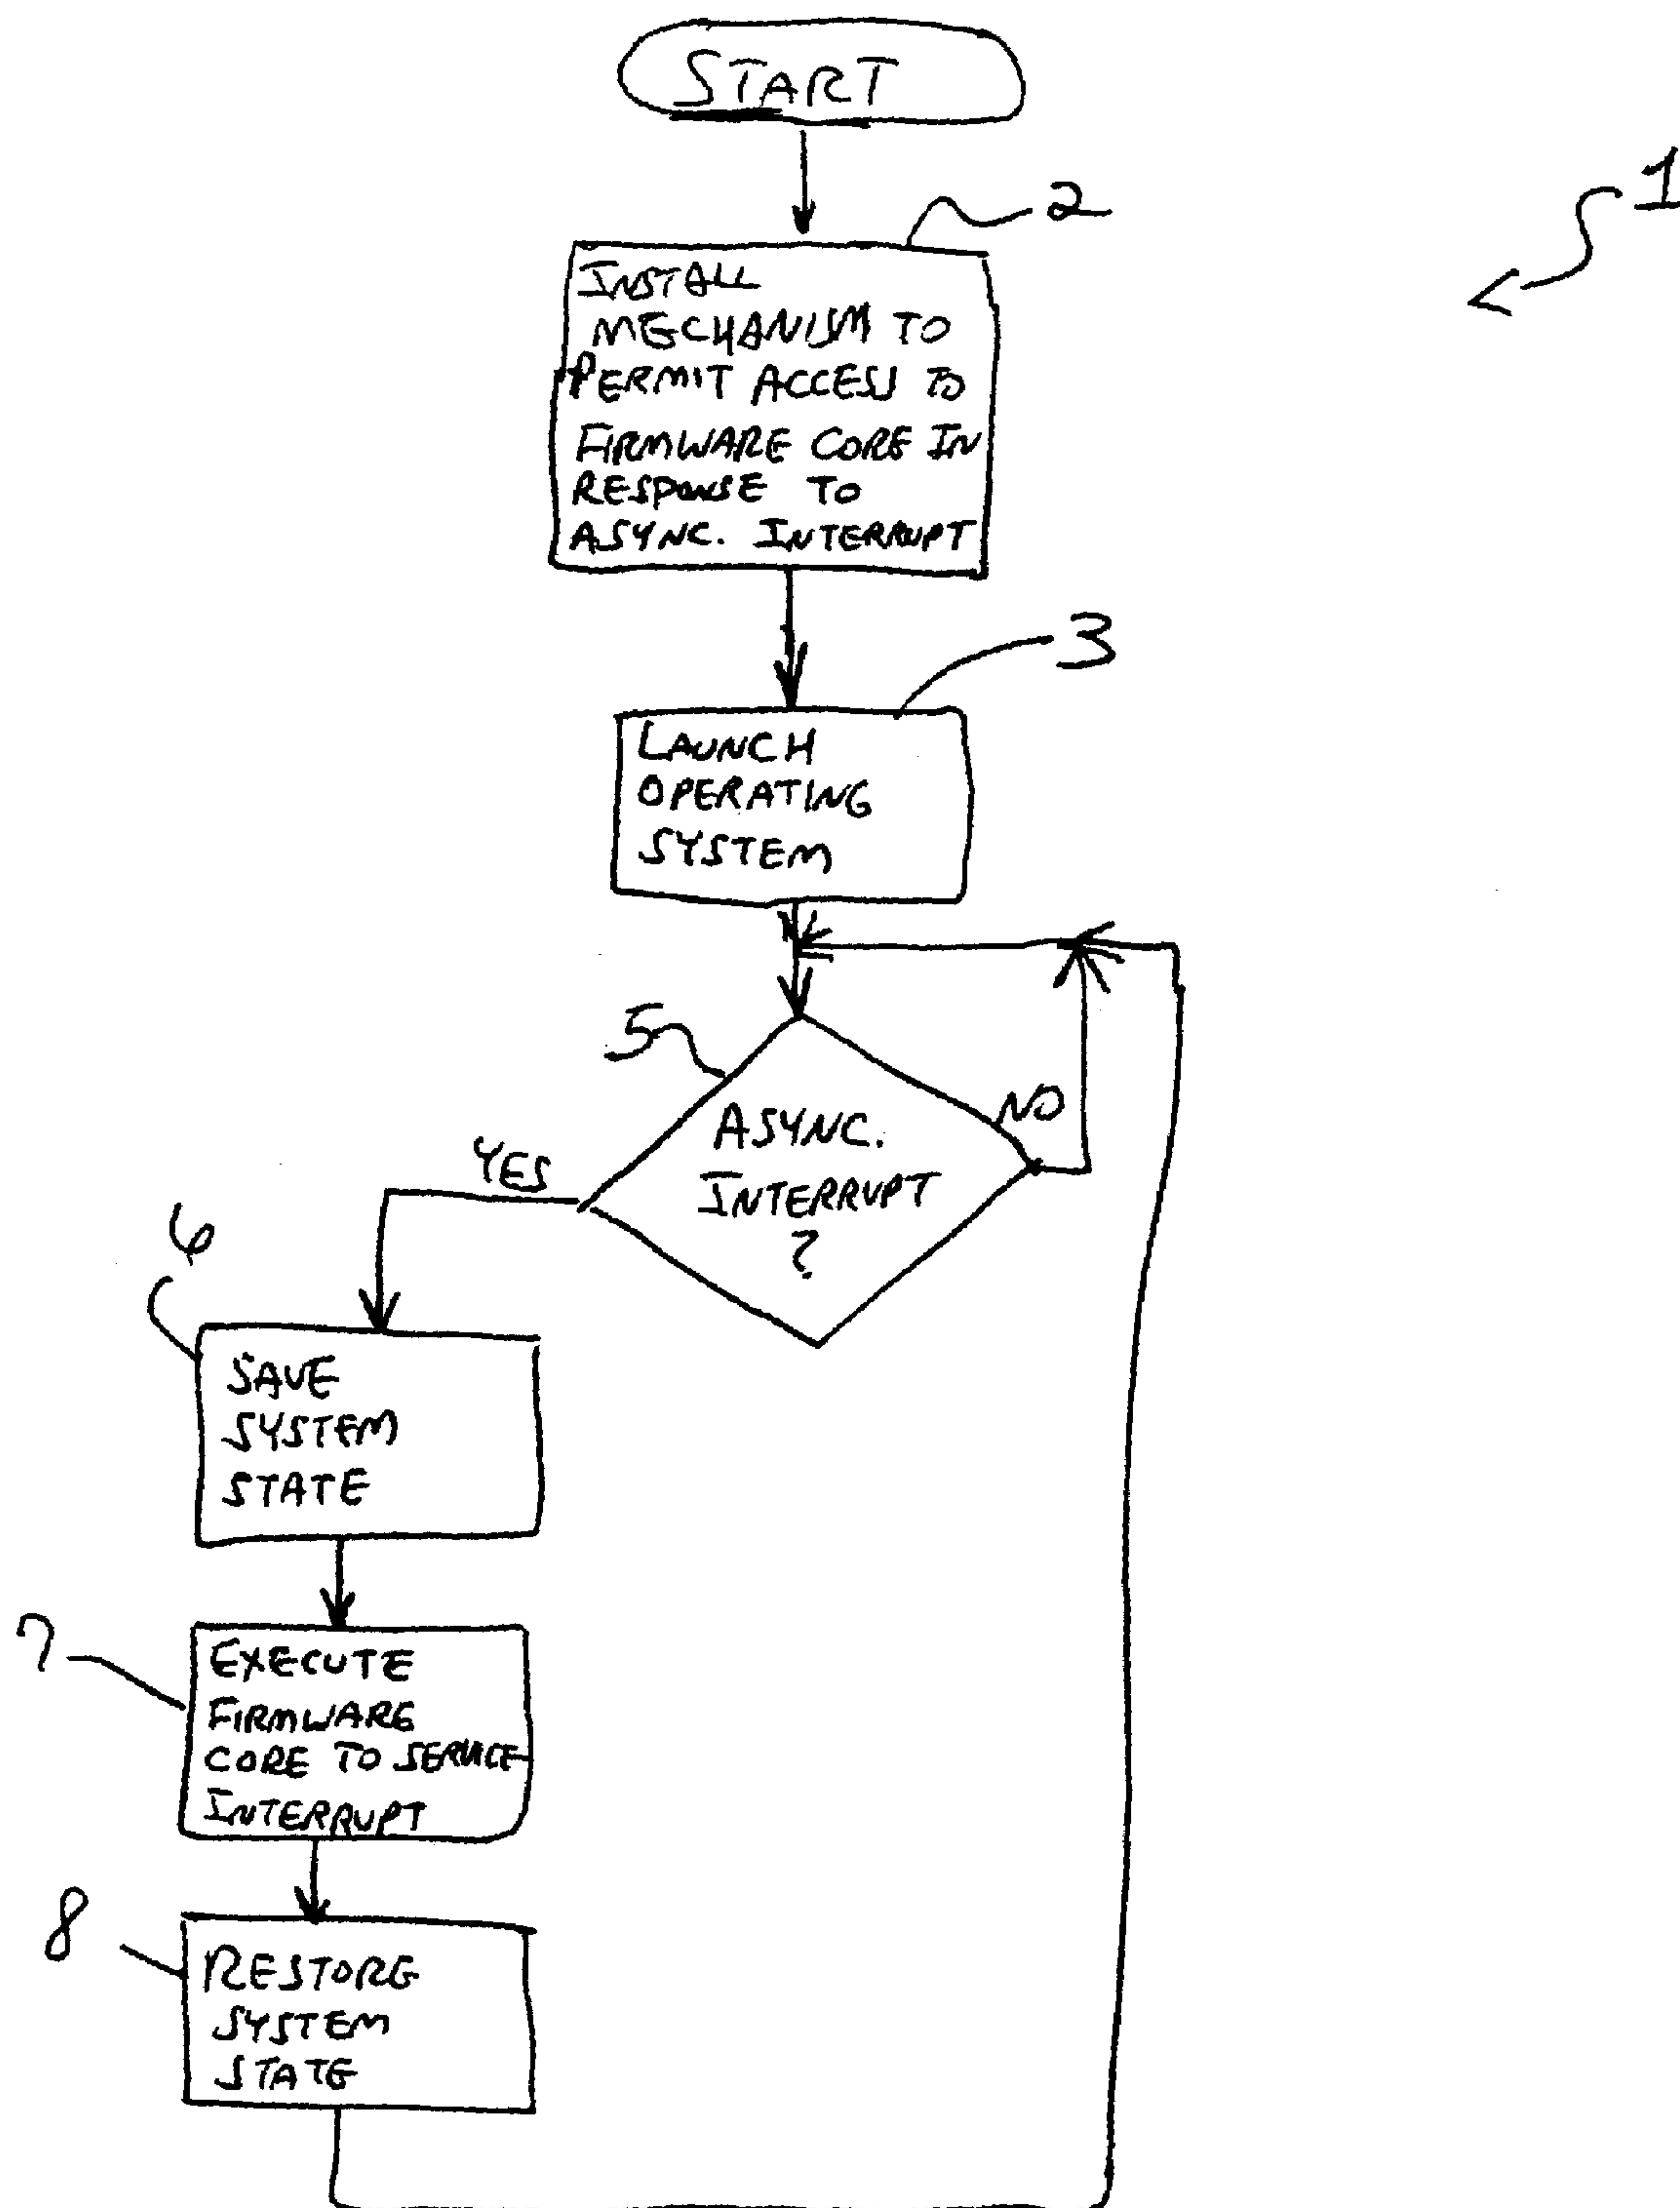 START
1
2
INSTALL
MECHANISM TO
PERMIT ACCESS TO
FIRMWARE CORE IN
RESPONSE TO
ASYNC. INTERRUPT
3
LAUNCH
OPERATING
SYSTEM
5
NO
ASYNC.
INTERRUPT
?
YES
6
SAVE
SYSTEM
STATE
7
EXECUTE
FIRMWARE
CORE TO SERVICE
INTERRUPT
8
RESTORE
SYSTEM
STATE